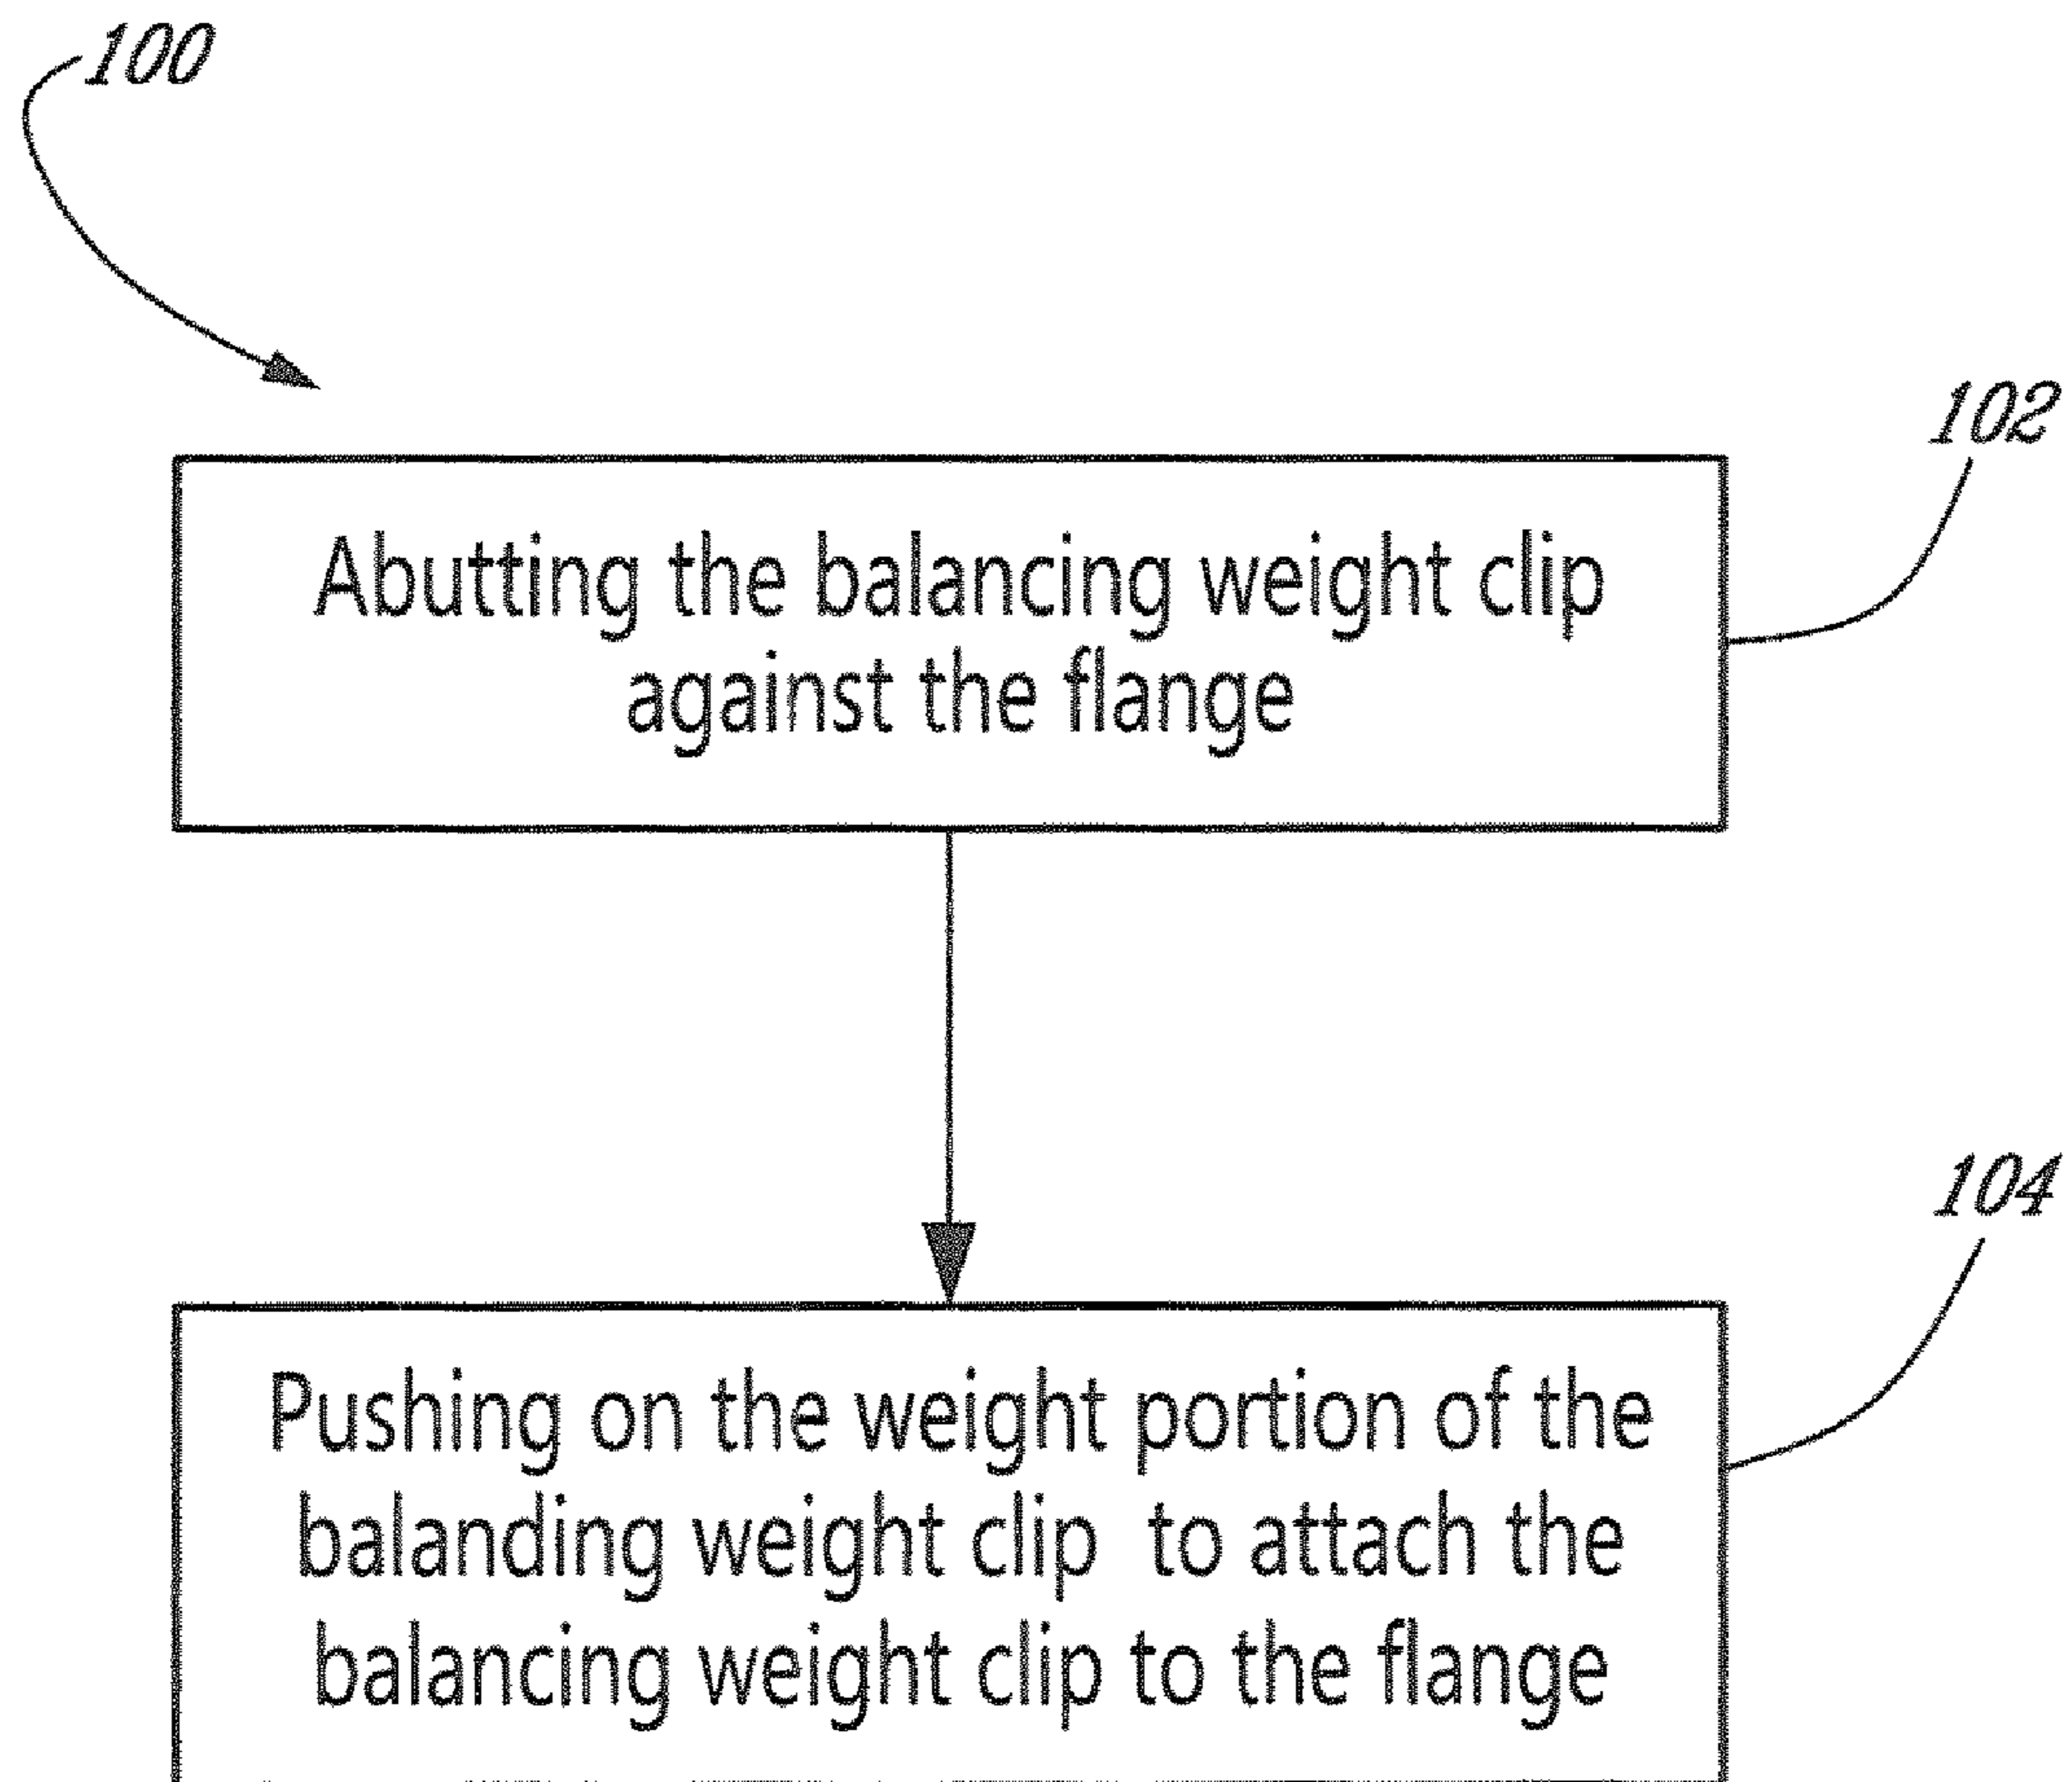 100
102
Abutting the balancing weight clip
against the flange
104
Pushing on the weight portion of the
balanding weight clip to attach the
balancing weight clip to the flange